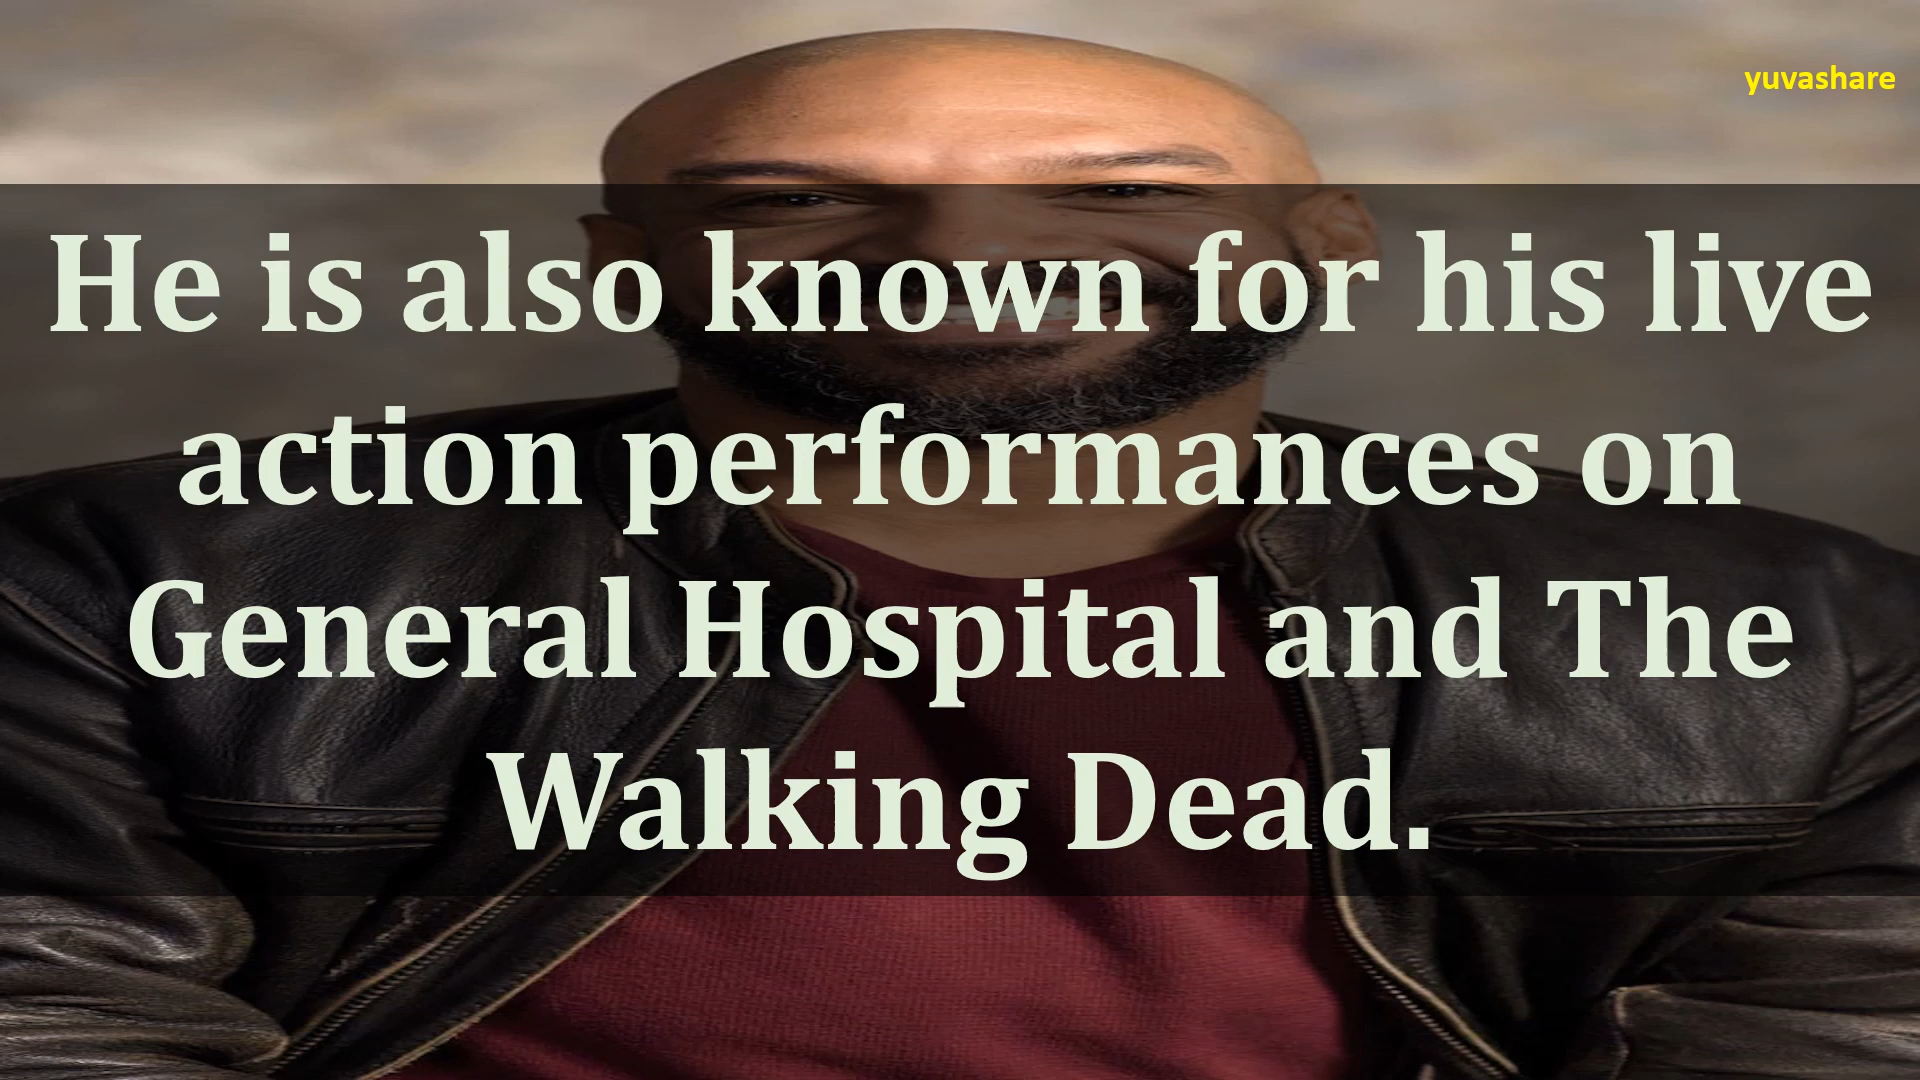 yuvashare
He is also known for his live
action performances on
General Hospital and The
Walking Dead.